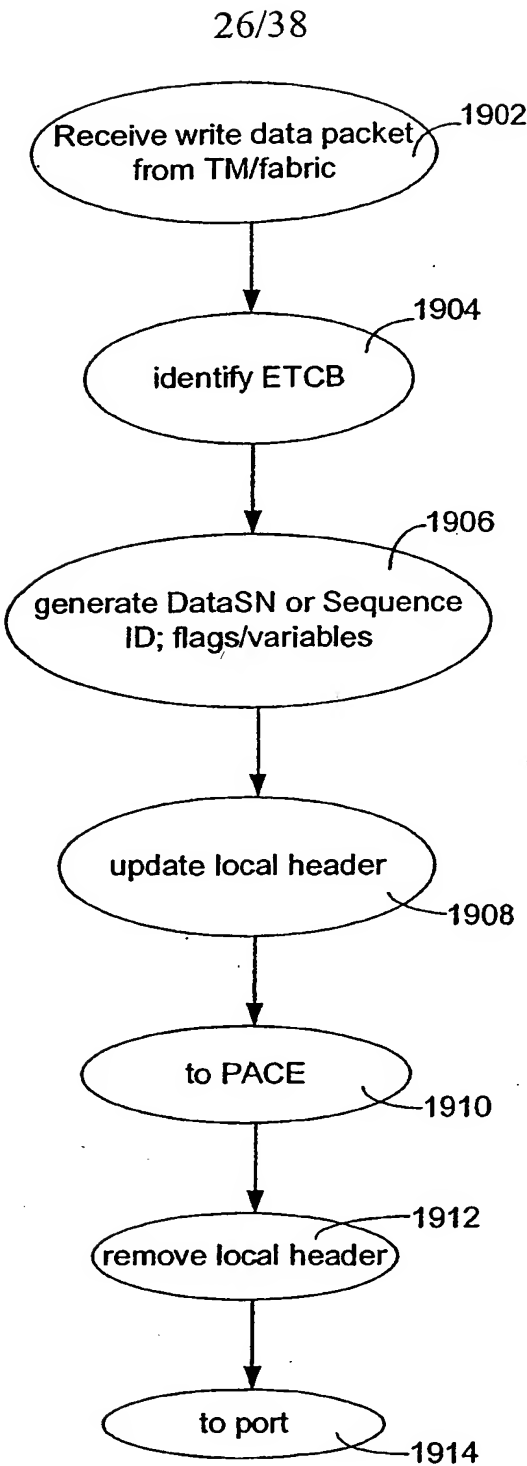 26/38
Receive write data packet
from TM/fabric
1902
identify ETCB
1904
generate DataSN or Sequence
ID; flags/variables
1906
update local header
1908
to PACE
1910
remove local header
1912
to port
1914